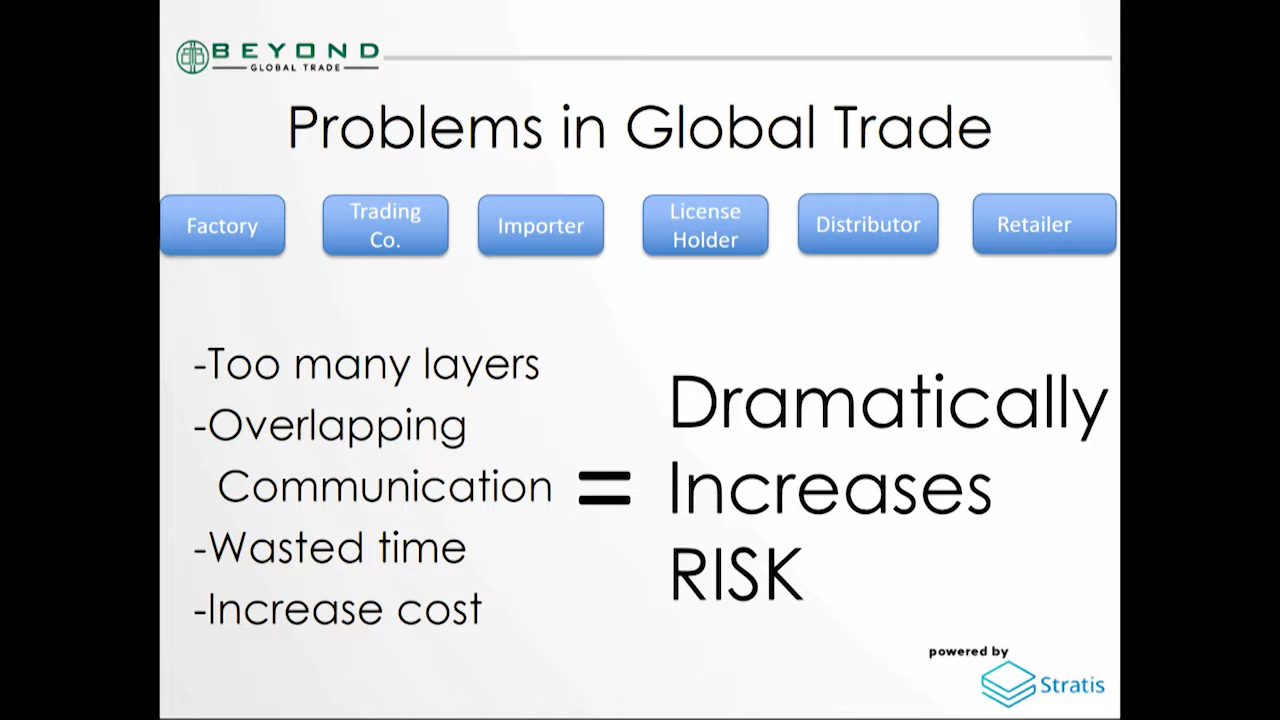 BEYOND
GLOBAL TRADE
Problems in Global Trade
Factory
Trading
Co.
Importer
License
Holder
Distributor
Retailer
-Too many layers
-Overlapping
Communication
-Wasted time
-Increase cost
=
Dramatically
Increases
RISK
powered by
Stratis